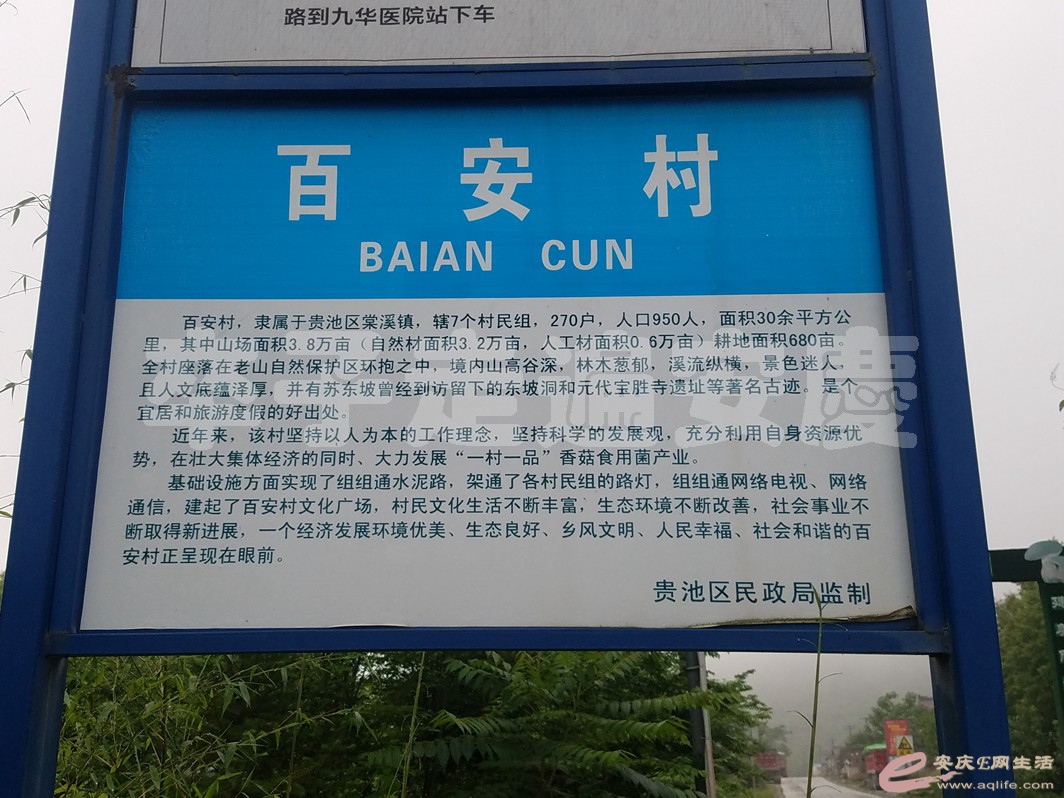 路到九华医院站下车
百安村
BAIAN CUN
百安村，隶属于贵池区棠溪镇，辖7个村民组，270户，人口950人，面积30余平方公
里，其中山场面积3.8万亩（自然材面积3.2万亩，人工材面积0.6万亩）耕地面积680亩。
全村座落在老山自然保护区环抱之中，境内山高谷深，林木葱郁，溪流纵横，景色迷人，
且人文底蕴泽厚，并有苏东坡曾经到访留下的东坡洞和元代宝胜寺遗址等著名古迹。是个
宜居和旅游度假的好出处。
近年来，该村坚持以人为本的工作理念，坚持科学的发展观，充分利用自身资源优
势，在壮大集体经济的同时、大力发展“一村一品”香菇食用菌产业。
基础设施方面实现了组组通水泥路，架通了各村民组的路灯，组组通网络电视、网络
通信，建起了百安村文化广场，村民文化生活不断丰富，生态环境不断改善，社会事业不
断取得新进展，一个经济发展环境优美、生态良好、乡风文明、人民幸福、社会和谐的百
安村正呈现在眼前。
贵池区民政局监制
走遍安慶
安庆E网生活
www.aqlife.com